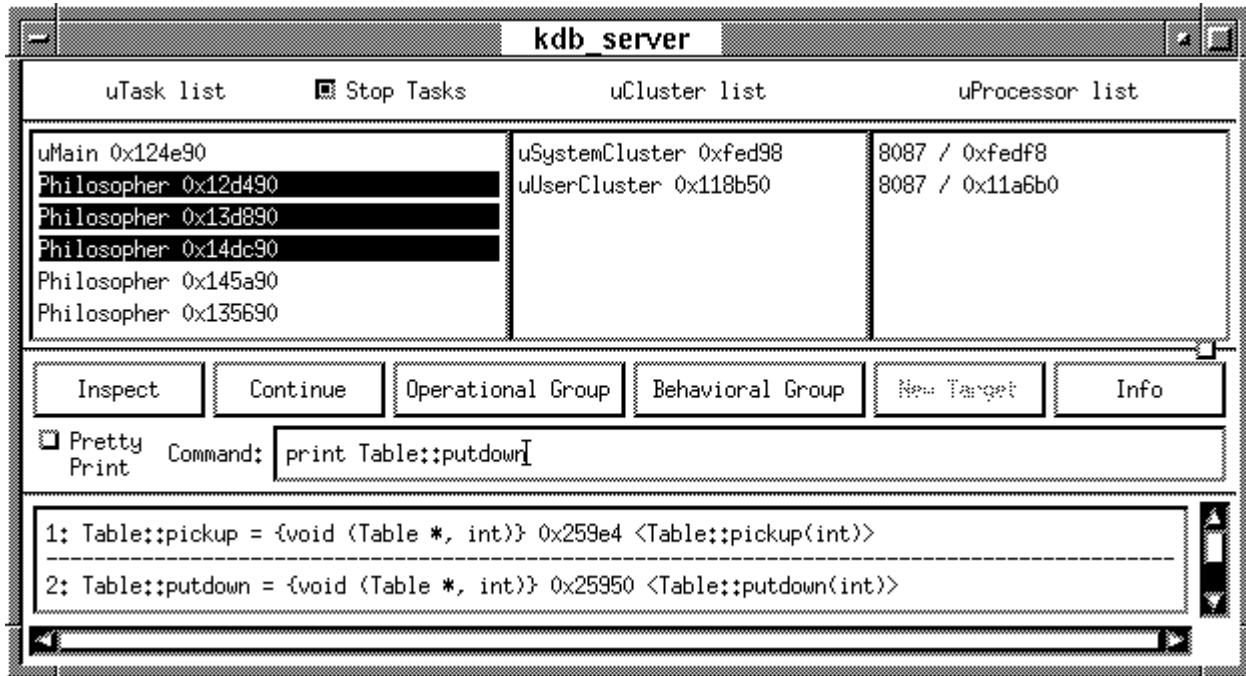 kdb_server
uTask list Stop Tasks uCluster list uProcessor list
uMain 0x124e90
Philosopher 0x12d490
Philosopher 0x13d890
Philosopher 0x14dc90
Philosopher 0x145a90
Philosopher 0x135690
uSystemCluster 0xfed98
uUserCluster 0x118b50
8087 / 0xfedf8
8087 / 0x11a6b0
Inspect Continue Operational Group Behavioral Group New Target Info
Pretty
Print
Command: print Table::putdown
1: Table::pickup = {void (Table *, int)} 0x259e4 <Table::pickup(int)>
2: Table::putdown = {void (Table *, int)} 0x25950 <Table::putdown(int)>